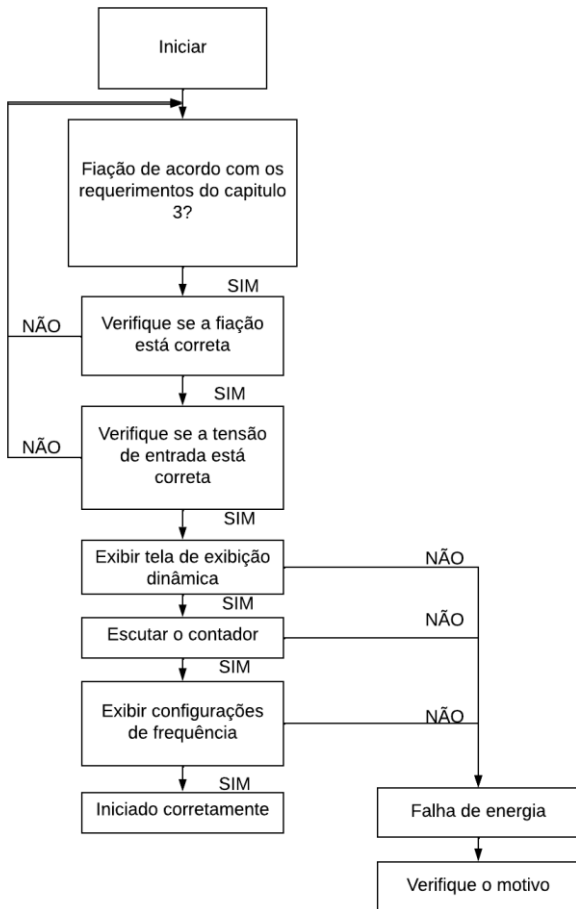 Iniciar
Fiação de acordo com os
requerimentos do capitulo
3?
SIM
NÃO
Verifique se a fiação
está correta
SIM
NÃO
Verifique se a tensão
de entrada está
correta
SIM
Exibir tela de exibição
dinâmica
NÃO
SIM
Escutar o contador
NÃO
SIM
Exibir configurações
de frequência
NÃO
SIM
Iniciado corretamente
Falha de energia
Verifique o motivo